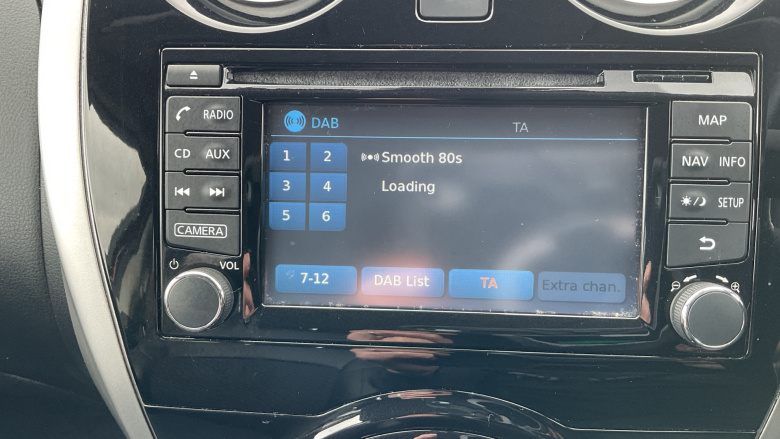 DAB
TA
RADIO
MAP
1 2
Smooth 80s
CD AUX
NAV INFO
3 4
Loading
SETUP
5 6
CAMERA
VOL
7-12
DAB List
TA
Extra chan.